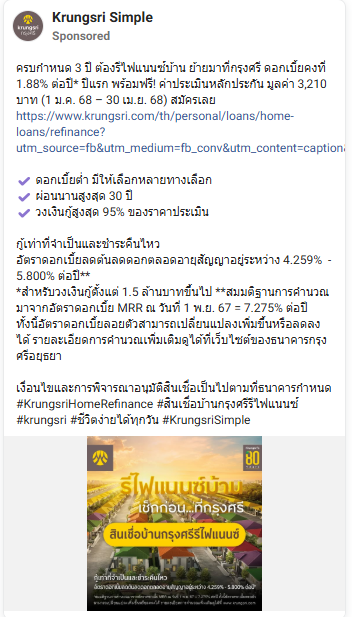 Krungsri Simple
Sponsored
krungsri
กรุงศรี
ครบกำหนด 3 ปี ต้องรีไฟแนนซ์บ้าน ย้ายมาที่กรุงศรี ดอกเบี้ยคงที่
1.88% ต่อปี* ปีแรก พร้อมฟรี! ค่าประเมินหลักประกัน มูลค่า 3,210
บาท (1 ม.ค. 68 – 30 เม.ย. 68) สมัครเลย
https://www.krungsri.com/th/personal/loans/home-
loans/refinance?
utm_source=fb&utm_medium=fb_conv&utm_content=caption&
ดอกเบี้ยต่ำ มีให้เลือกหลายทางเลือก
ผ่อนนานสูงสุด 30 ปี
วงเงินกู้สูงสุด 95% ของราคาประเมิน
กู้เท่าที่จำเป็นและชำระคืนไหว
อัตราดอกเบี้ยลดต้นลดดอกตลอดอายุสัญญาอยู่ระหว่าง 4.259% -
5.800% ต่อปี**
*สำหรับวงเงินกู้ตั้งแต่ 1.5 ล้านบาทขึ้นไป **สมมติฐานการคำนวณ
มาจากอัตราดอกเบี้ย MRR ณ วันที่ 1 พ.ย. 67 = 7.275% ต่อปี
ทั้งนี้อัตราดอกเบี้ยลอยตัวสามารถเปลี่ยนแปลงเพิ่มขึ้นหรือลดลง
ได้ รายละเอียดการคำนวณเพิ่มเติมดูได้ที่เว็บไซต์ของธนาคารกรุง
ศรีอยุธยา
เงื่อนไขและการพิจารณาอนุมัติสินเชื่อเป็นไปตามที่ธนาคารกำหนด
#KrungsriHomeRefinance #สินเชื่อบ้านกรุงศรีรีไฟแนนซ์
#krungsri #ชีวิตง่ายได้ทุกวัน #KrungsriSimple
รีไฟแนนซ์บ้าน
เช็กก่อน...ที่กรุงศรี
สินเชื่อบ้านกรุงศรีรีไฟแนนซ์
กู้เท่าที่จำเป็นและชำระคืนไหว
อัตราดอกเบี้ยลดต้นลดดอกตลอดอายุสัญญาอยู่ระหว่าง 4.259% - 5.800% ต่อปี*